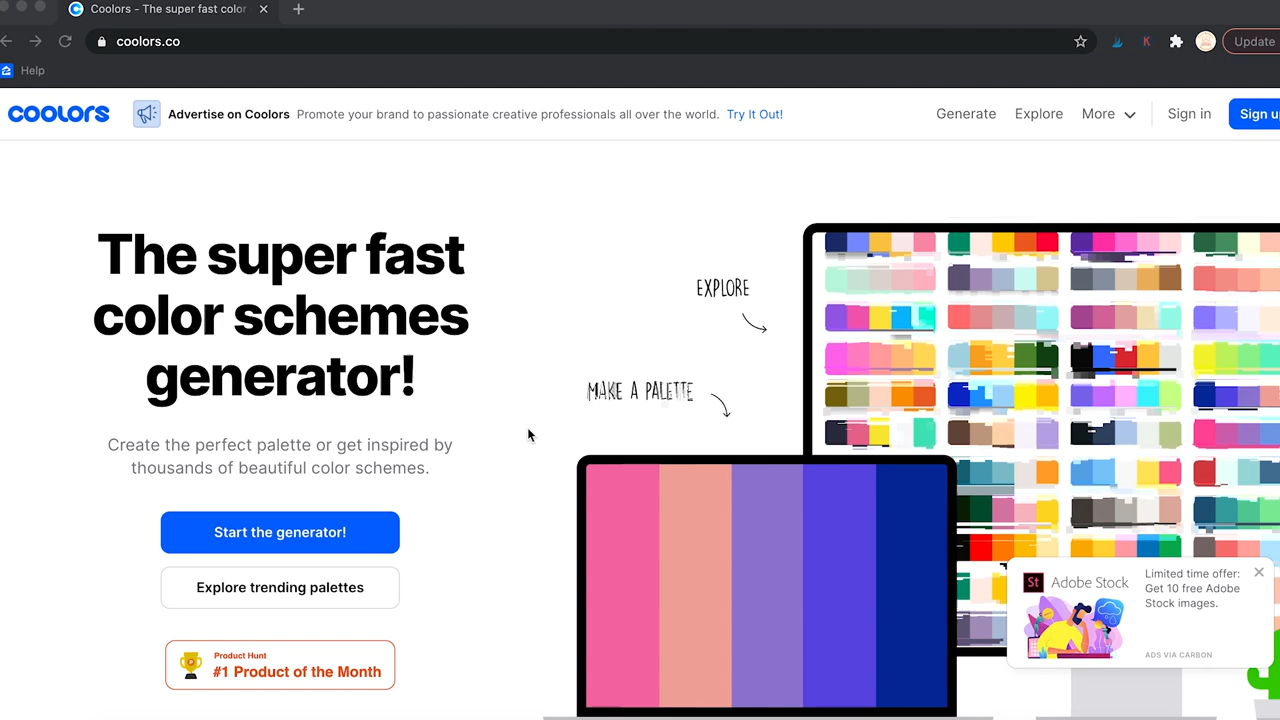 Coolors - The super fast color
coolors.co
Update
Help
coolors
Advertise on Coolors Promote your brand to passionate creative professionals all over the world. Try It Out!
Generate
Explore
More
Sign in
Sign u
The super fast
color schemes
generator!
Create the perfect palette or get inspired by
thousands of beautiful color schemes.
Start the generator!
Explore trending palettes
Product Hunt
#1 Product of the Month
EXPLORE
MAKE A PALETTE
St
Adobe Stock
Limited time offer:
Get 10 free Adobe
Stock images.
ADS VIA CARBON